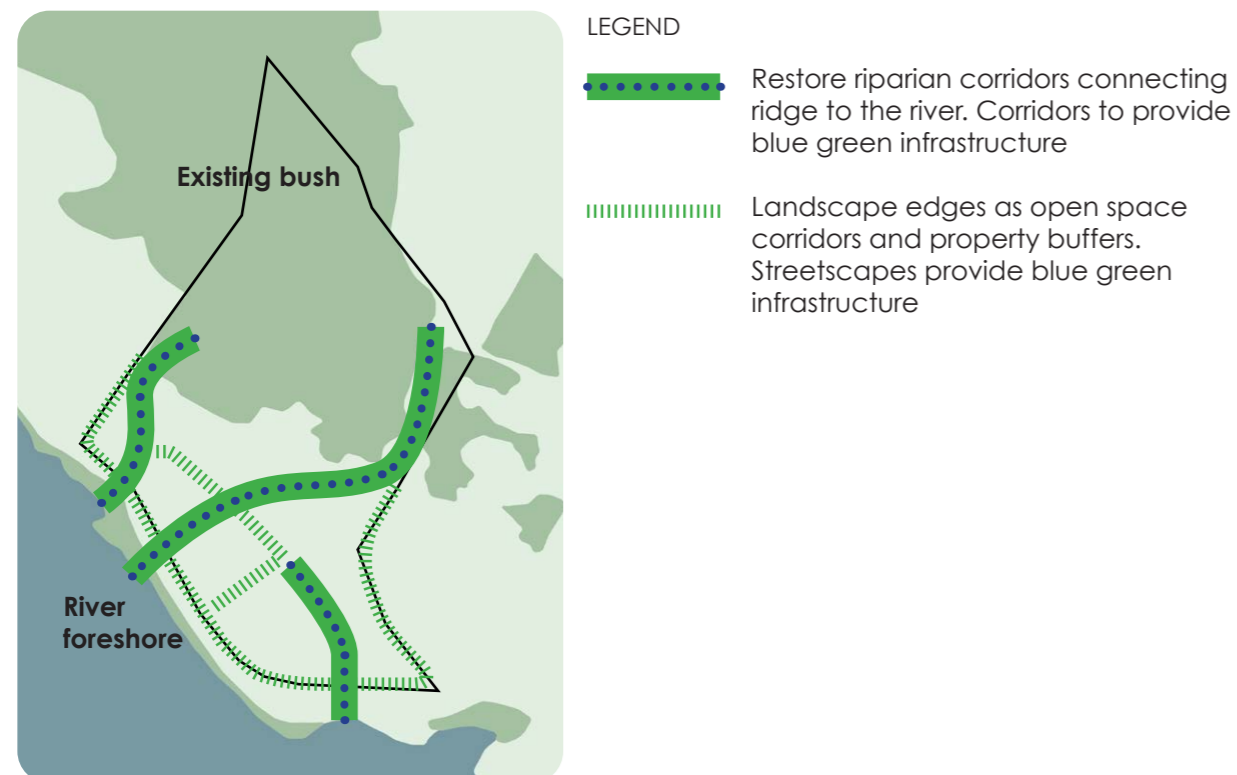 LEGEND
Restore riparian corridors connecting
ridge to the river. Corridors to provide
blue green infrastructure
Landscape edges as open space
corridors and property buffers.
Streetscapes provide blue green
infrastructure
Existing bush
River
foreshore